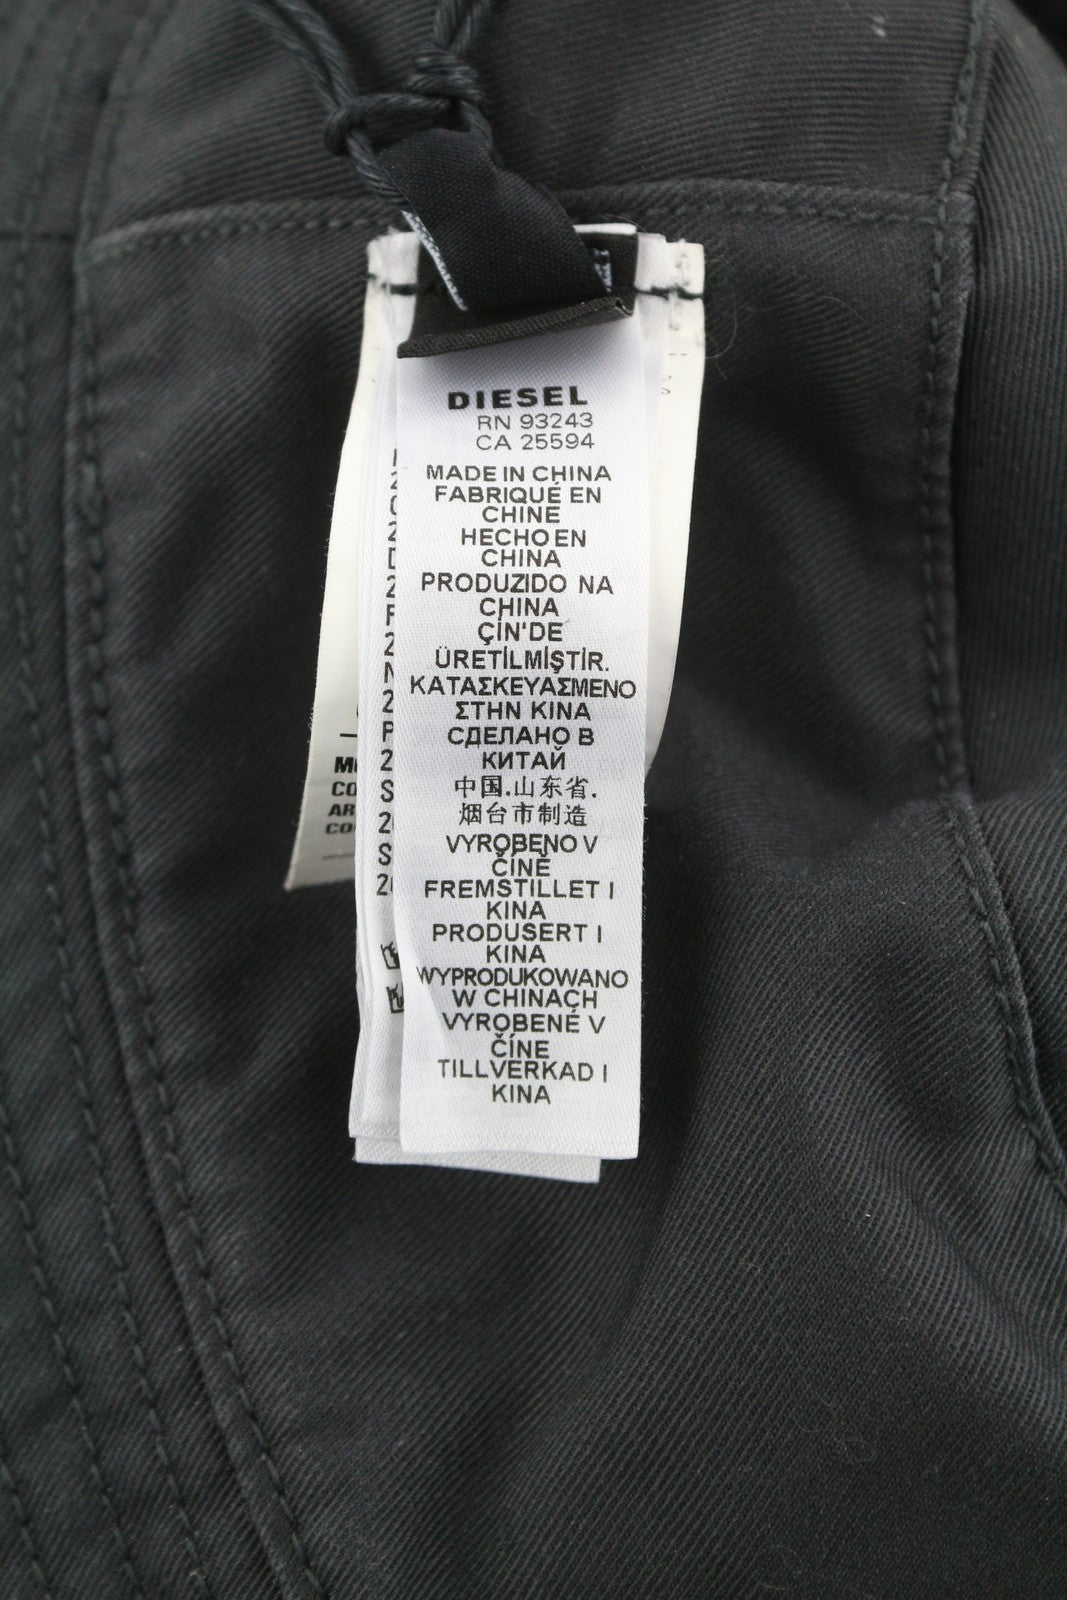 DIESEL
RN 93243
CA 25594
MADE IN CHINA
FABRIQUÉ EN
CHINE
HECHO EN
CHINA
PRODUZIDO NA
CHINA
ÇİN'DE
ÜRETİLMİŞTİR.
ΚΑΤΑΣΚΕΥΑΣΜΕΝΟ
ΣΤΗΝ ΚΙΝΑ
СДЕЛАНО В
КИТАЙ
中国.山东省.
烟台市制造
VYROBENO V
ČÍNĚ
FREMSTILLET I
KINA
PRODUSERT I
KINA
WYPRODUKOWANO
W CHINACH
VYROBENÉ V
ČÍNE
TILLVERKAD I
KINA